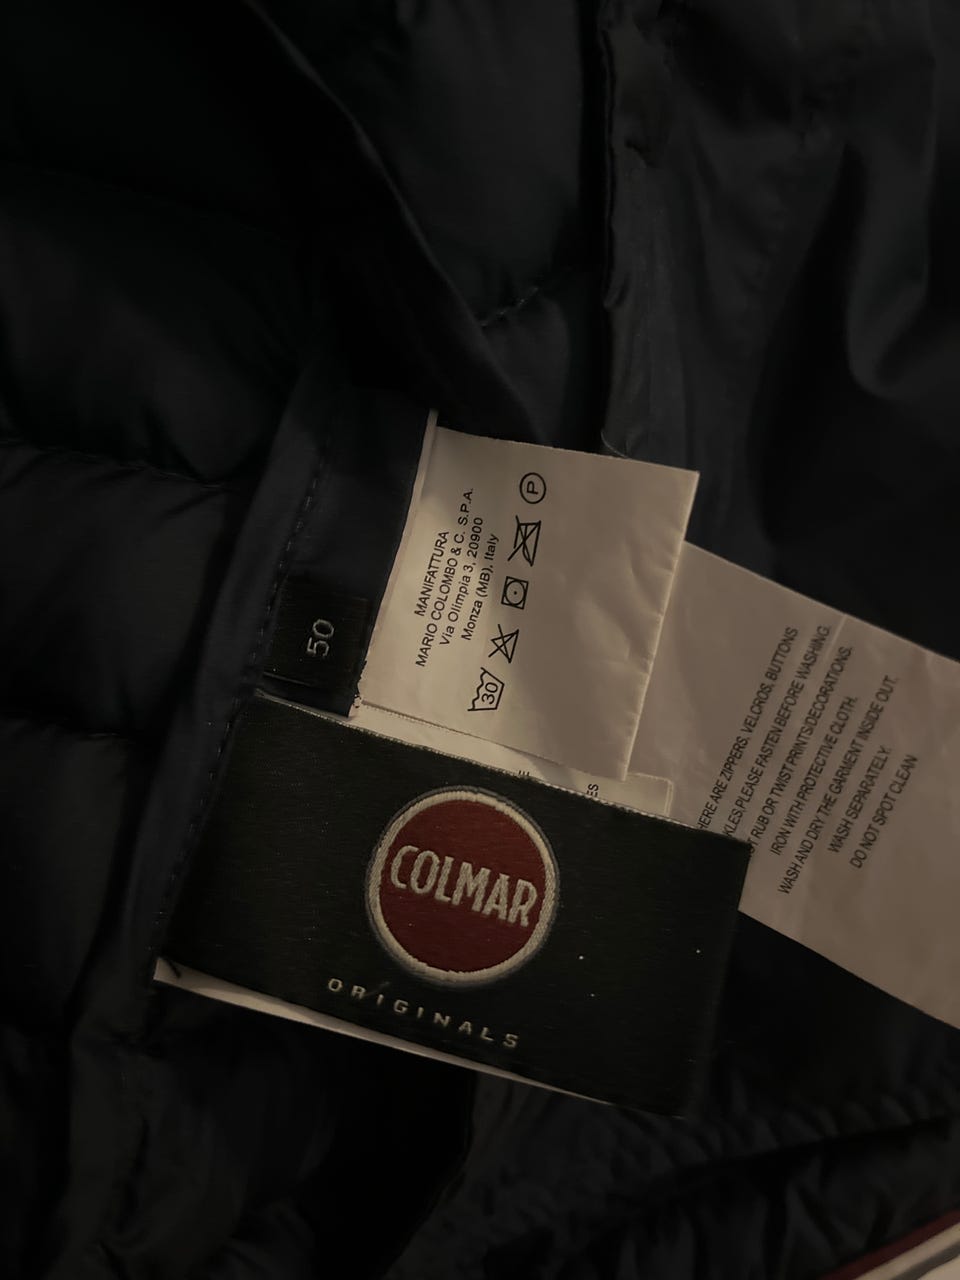 MANIFATTURA
MARIO COLOMBO & C. S.P.A.
Via Olimpia 3, 20900
Monza (MB), Italy
30
P
50
COLMAR
ORIGINALS
ES
HERE ARE ZIPPERS, VELCROS, BUTTONS
KLES,PLEASE FASTEN BEFORE WASHING.
T RUB OR TWIST PRINTS/DECORATIONS.
IRON WITH PROTECTIVE CLOTH.
WASH AND DRY THE GARMENT INSIDE OUT.
WASH SEPARATELY.
DO NOT SPOT CLEAN